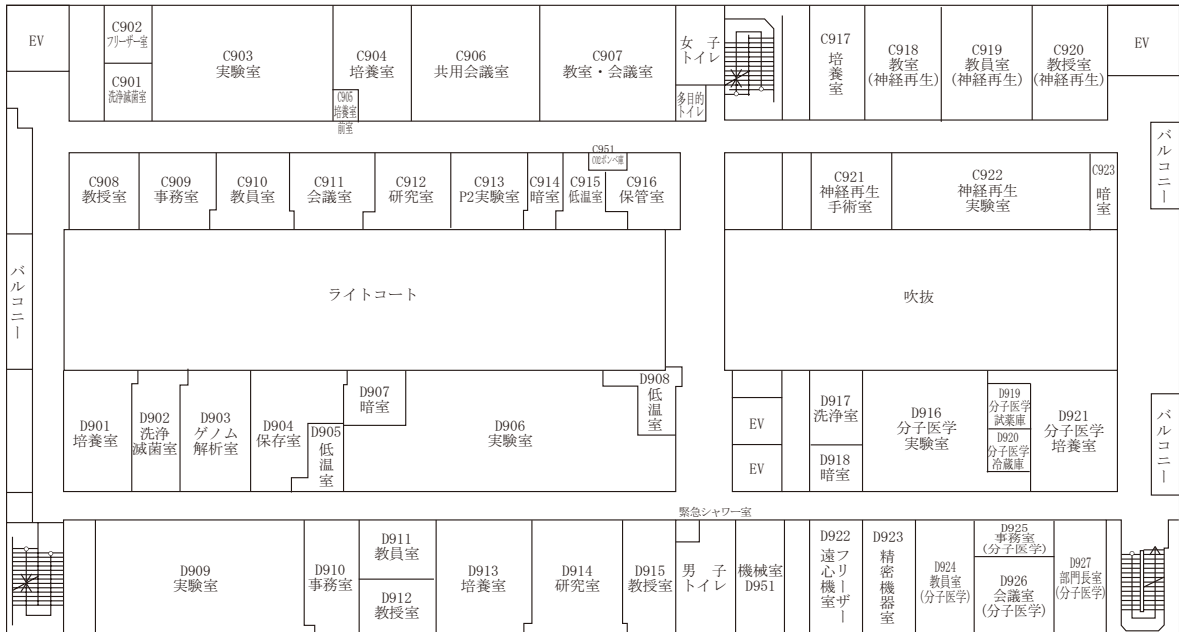 EV
C902
フリーザー室
C901
洗浄滅菌室
C903
実験室
C904
培養室
C905
培養室
前室
C906
共用会議室
C907
教室・会議室
女子
トイレ
多目的
トイレ
C917
培養室
C918
教室
(神経再生)
C919
教員室
(神経再生)
C920
教授室
(神経再生)
EV
バルコニー
C908
教授室
C909
事務室
C910
教員室
C911
会議室
C912
研究室
C913
P2実験室
C914
暗室
C915
低温室
C951
CO2ボンベ庫
C916
保管室
C921
神経再生
手術室
C922
神経再生
実験室
C923
暗室
バルコニー
ライトコート
吹抜
D901
培養室
D902
洗浄
滅菌室
D903
ゲノム
解析室
D904
保存室
D905
低温室
D907
暗室
D906
実験室
D908
低温室
EV
EV
D917
洗浄室
D918
暗室
D916
分子医学
実験室
D919
分子医学
試薬庫
D920
分子医学
冷蔵庫
D921
分子医学
培養室
バルコニー
緊急シャワー室
D909
実験室
D910
事務室
D911
教員室
D912
教授室
D913
培養室
D914
研究室
D915
教授室
男子
トイレ
機械室
D951
D922
フリーザー
遠心機室
D923
精密機器室
D924
教員室
(分子医学)
D925
事務室
(分子医学)
D926
会議室
(分子医学)
D927
部門長室
(分子医学)